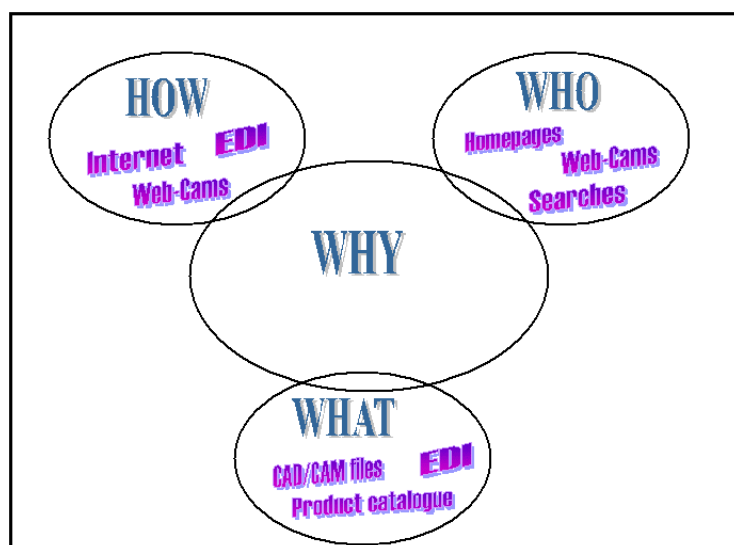 HOW
Internet EDI
Web-Cams
WHO
Homepages
Web-Cams
Searches
WHY
WHAT
CAD/CAM files EDI
Product catalogue